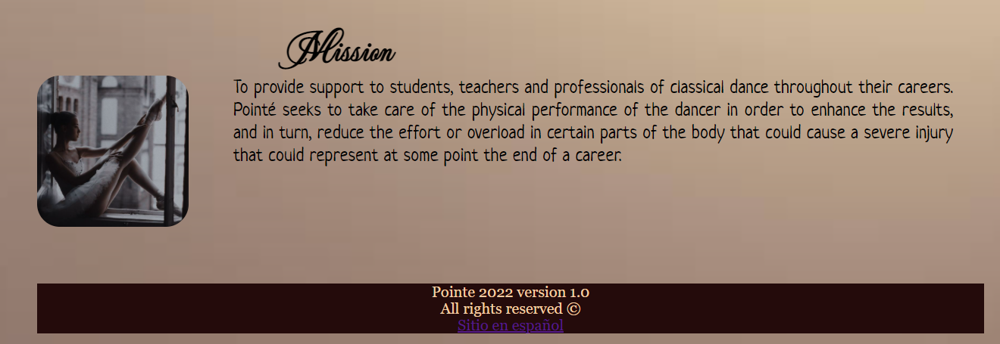 Mission
To provide support to students, teachers and professionals of classical dance throughout their careers.
Pointé seeks to take care of the physical performance of the dancer in order to enhance the results,
and in turn, reduce the effort or overload in certain parts of the body that could cause a severe injury
that could represent at some point the end of a career.
Pointe 2022 version 1.0
All rights reserved ©
Sitio en español